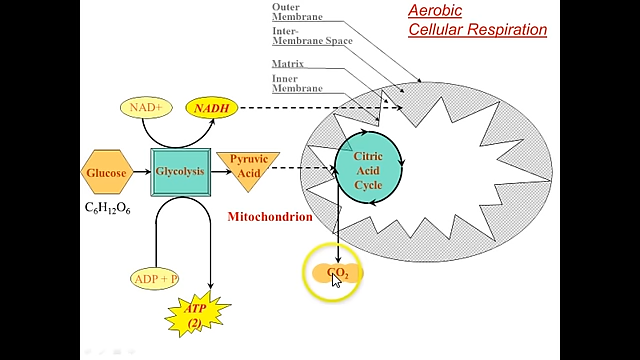 Aerobic
Cellular Respiration
Outer
Membrane
Inter-
Membrane Space
Matrix
Inner
Membrane
NAD+
NADH
Glucose
Glycolysis
Pyruvic
Acid
Citric
Acid
Cycle
C₆H₁₂O₆
Mitochondrion
ADP + P
CO₂
ATP
(2)